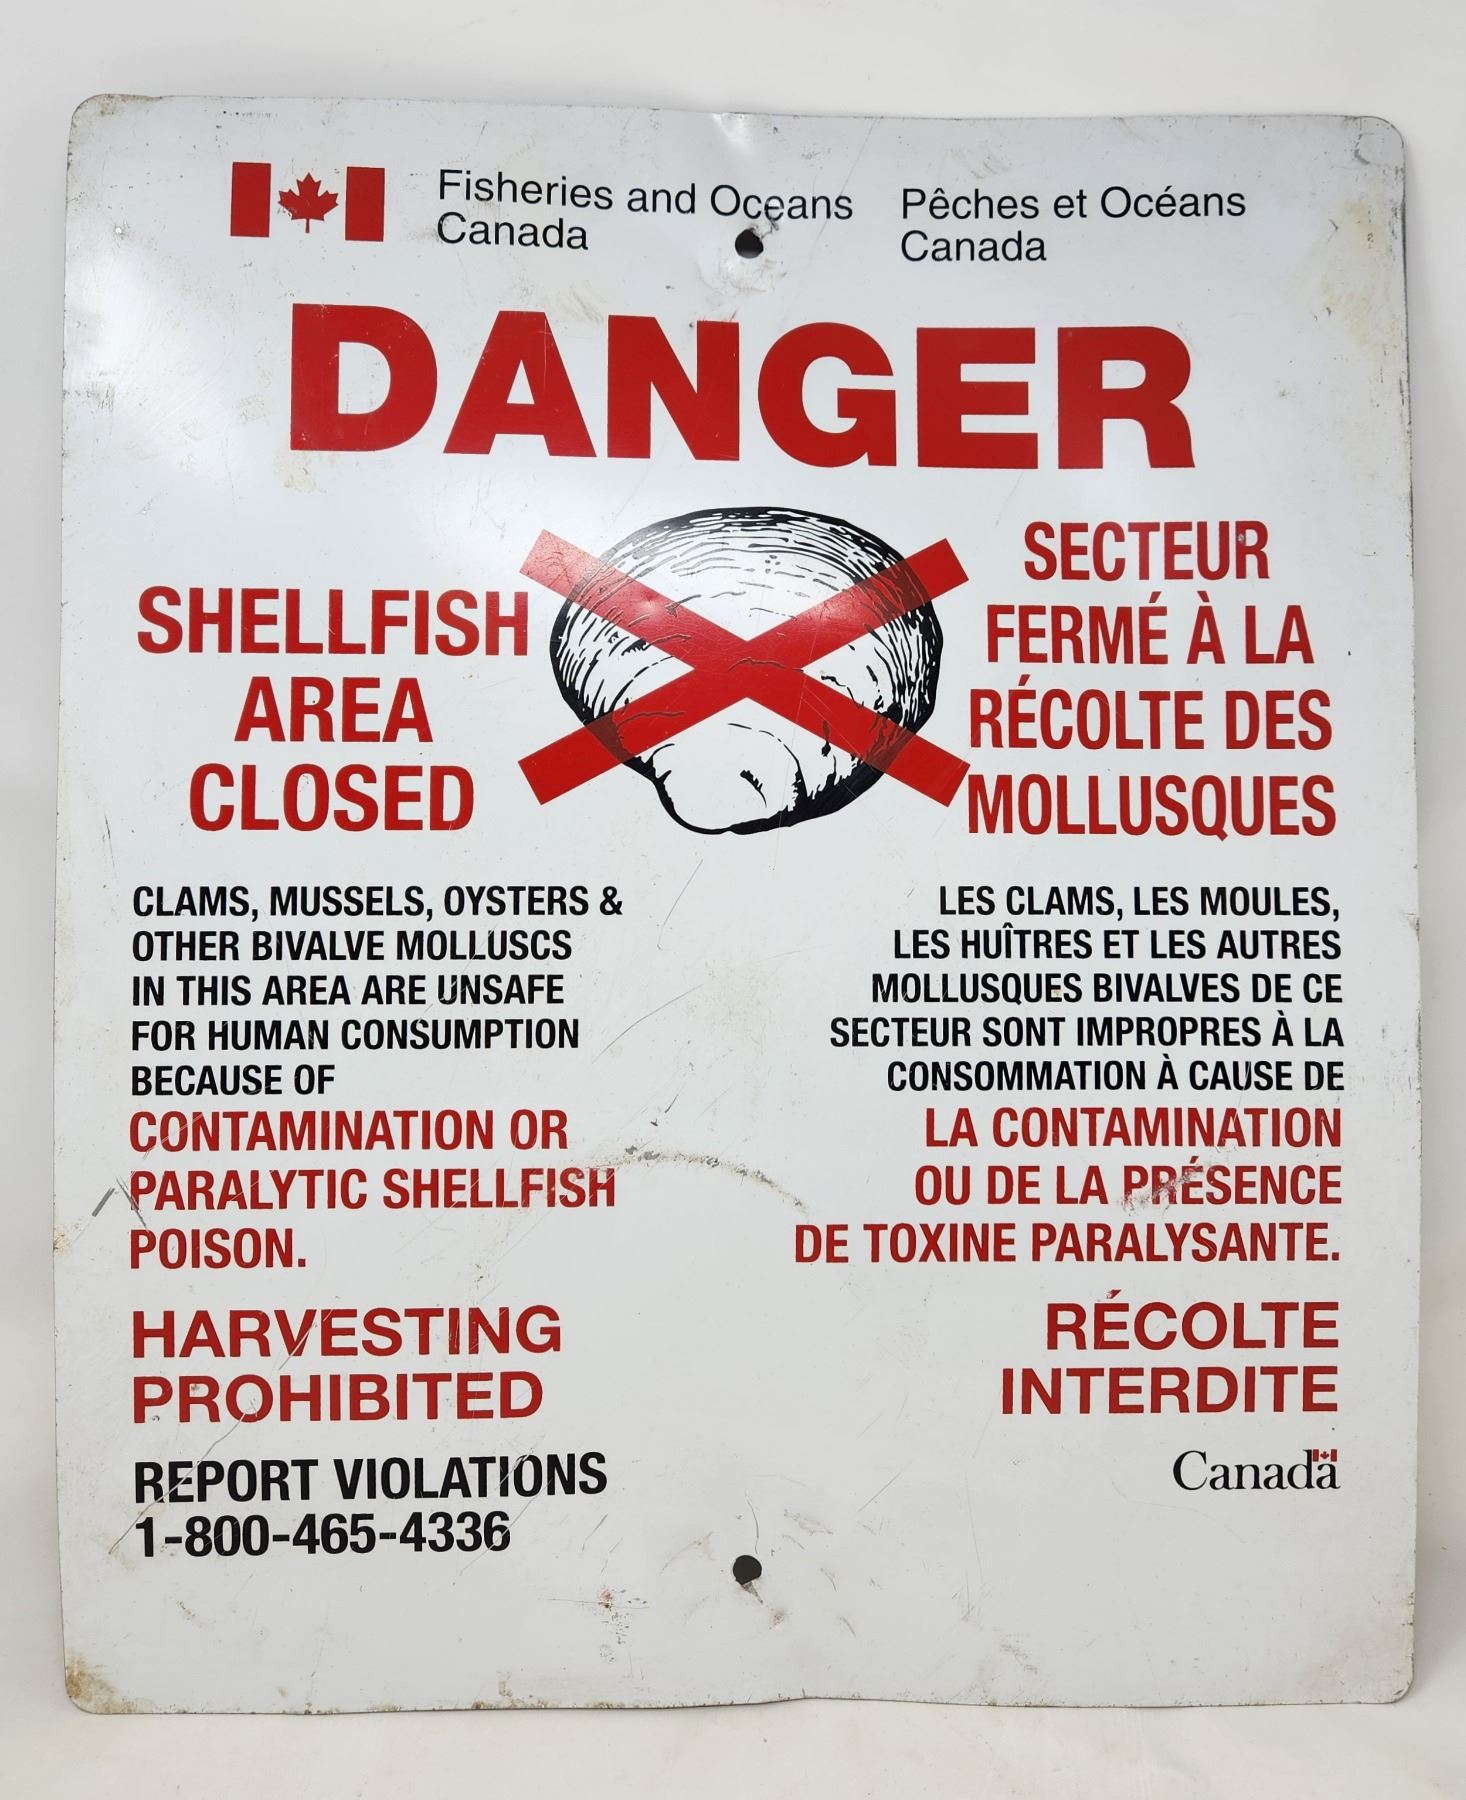 Fisheries and Oceans
Canada
Pêches et Océans
Canada
DANGER
SHELLFISH
AREA
CLOSED
SECTEUR
FERMÉ À LA
RÉCOLTE DES
MOLLUSQUES
CLAMS, MUSSELS, OYSTERS &
OTHER BIVALVE MOLLUSCS
IN THIS AREA ARE UNSAFE
FOR HUMAN CONSUMPTION
BECAUSE OF
CONTAMINATION OR
PARALYTIC SHELLFISH
POISON.
HARVESTING
PROHIBITED
REPORT VIOLATIONS
1-800-465-4336
LES CLAMS, LES MOULES,
LES HUÎTRES ET LES AUTRES
MOLLUSQUES BIVALVES DE CE
SECTEUR SONT IMPROPRES À LA
CONSOMMATION À CAUSE DE
LA CONTAMINATION
OU DE LA PRÉSENCE
DE TOXINE PARALYSANTE.
RÉCOLTE
INTERDITE
Canada